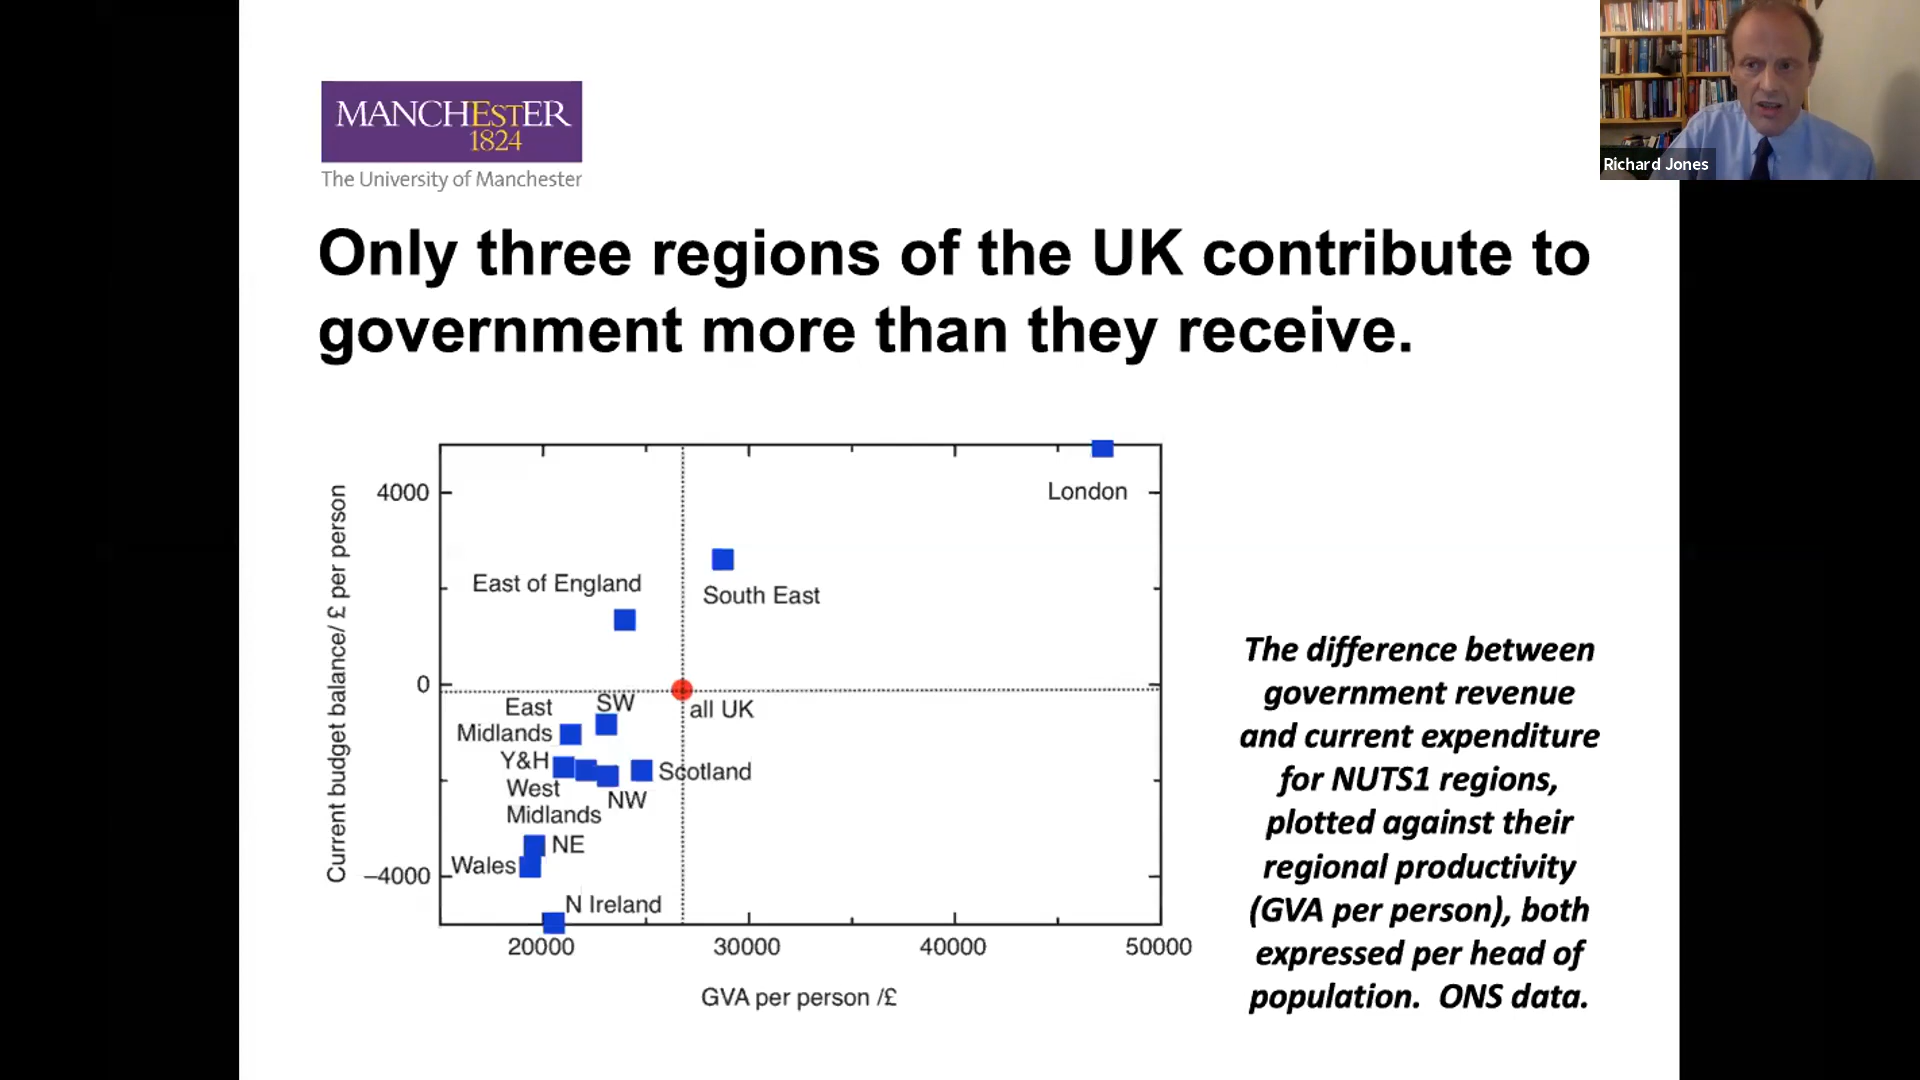 MANCHESTER
1824
The University of Manchester
Richard Jones
Only three regions of the UK contribute to
government more than they receive.
Current budget balance/ £ per person
4000
0
–4000
London
South East
East of England
SW
all UK
East
Midlands
Y&H
Scotland
West
Midlands
NW
NE
Wales
N Ireland
20000
30000
40000
50000
GVA per person /£
The difference between
government revenue
and current expenditure
for NUTS1 regions,
plotted against their
regional productivity
(GVA per person), both
expressed per head of
population. ONS data.